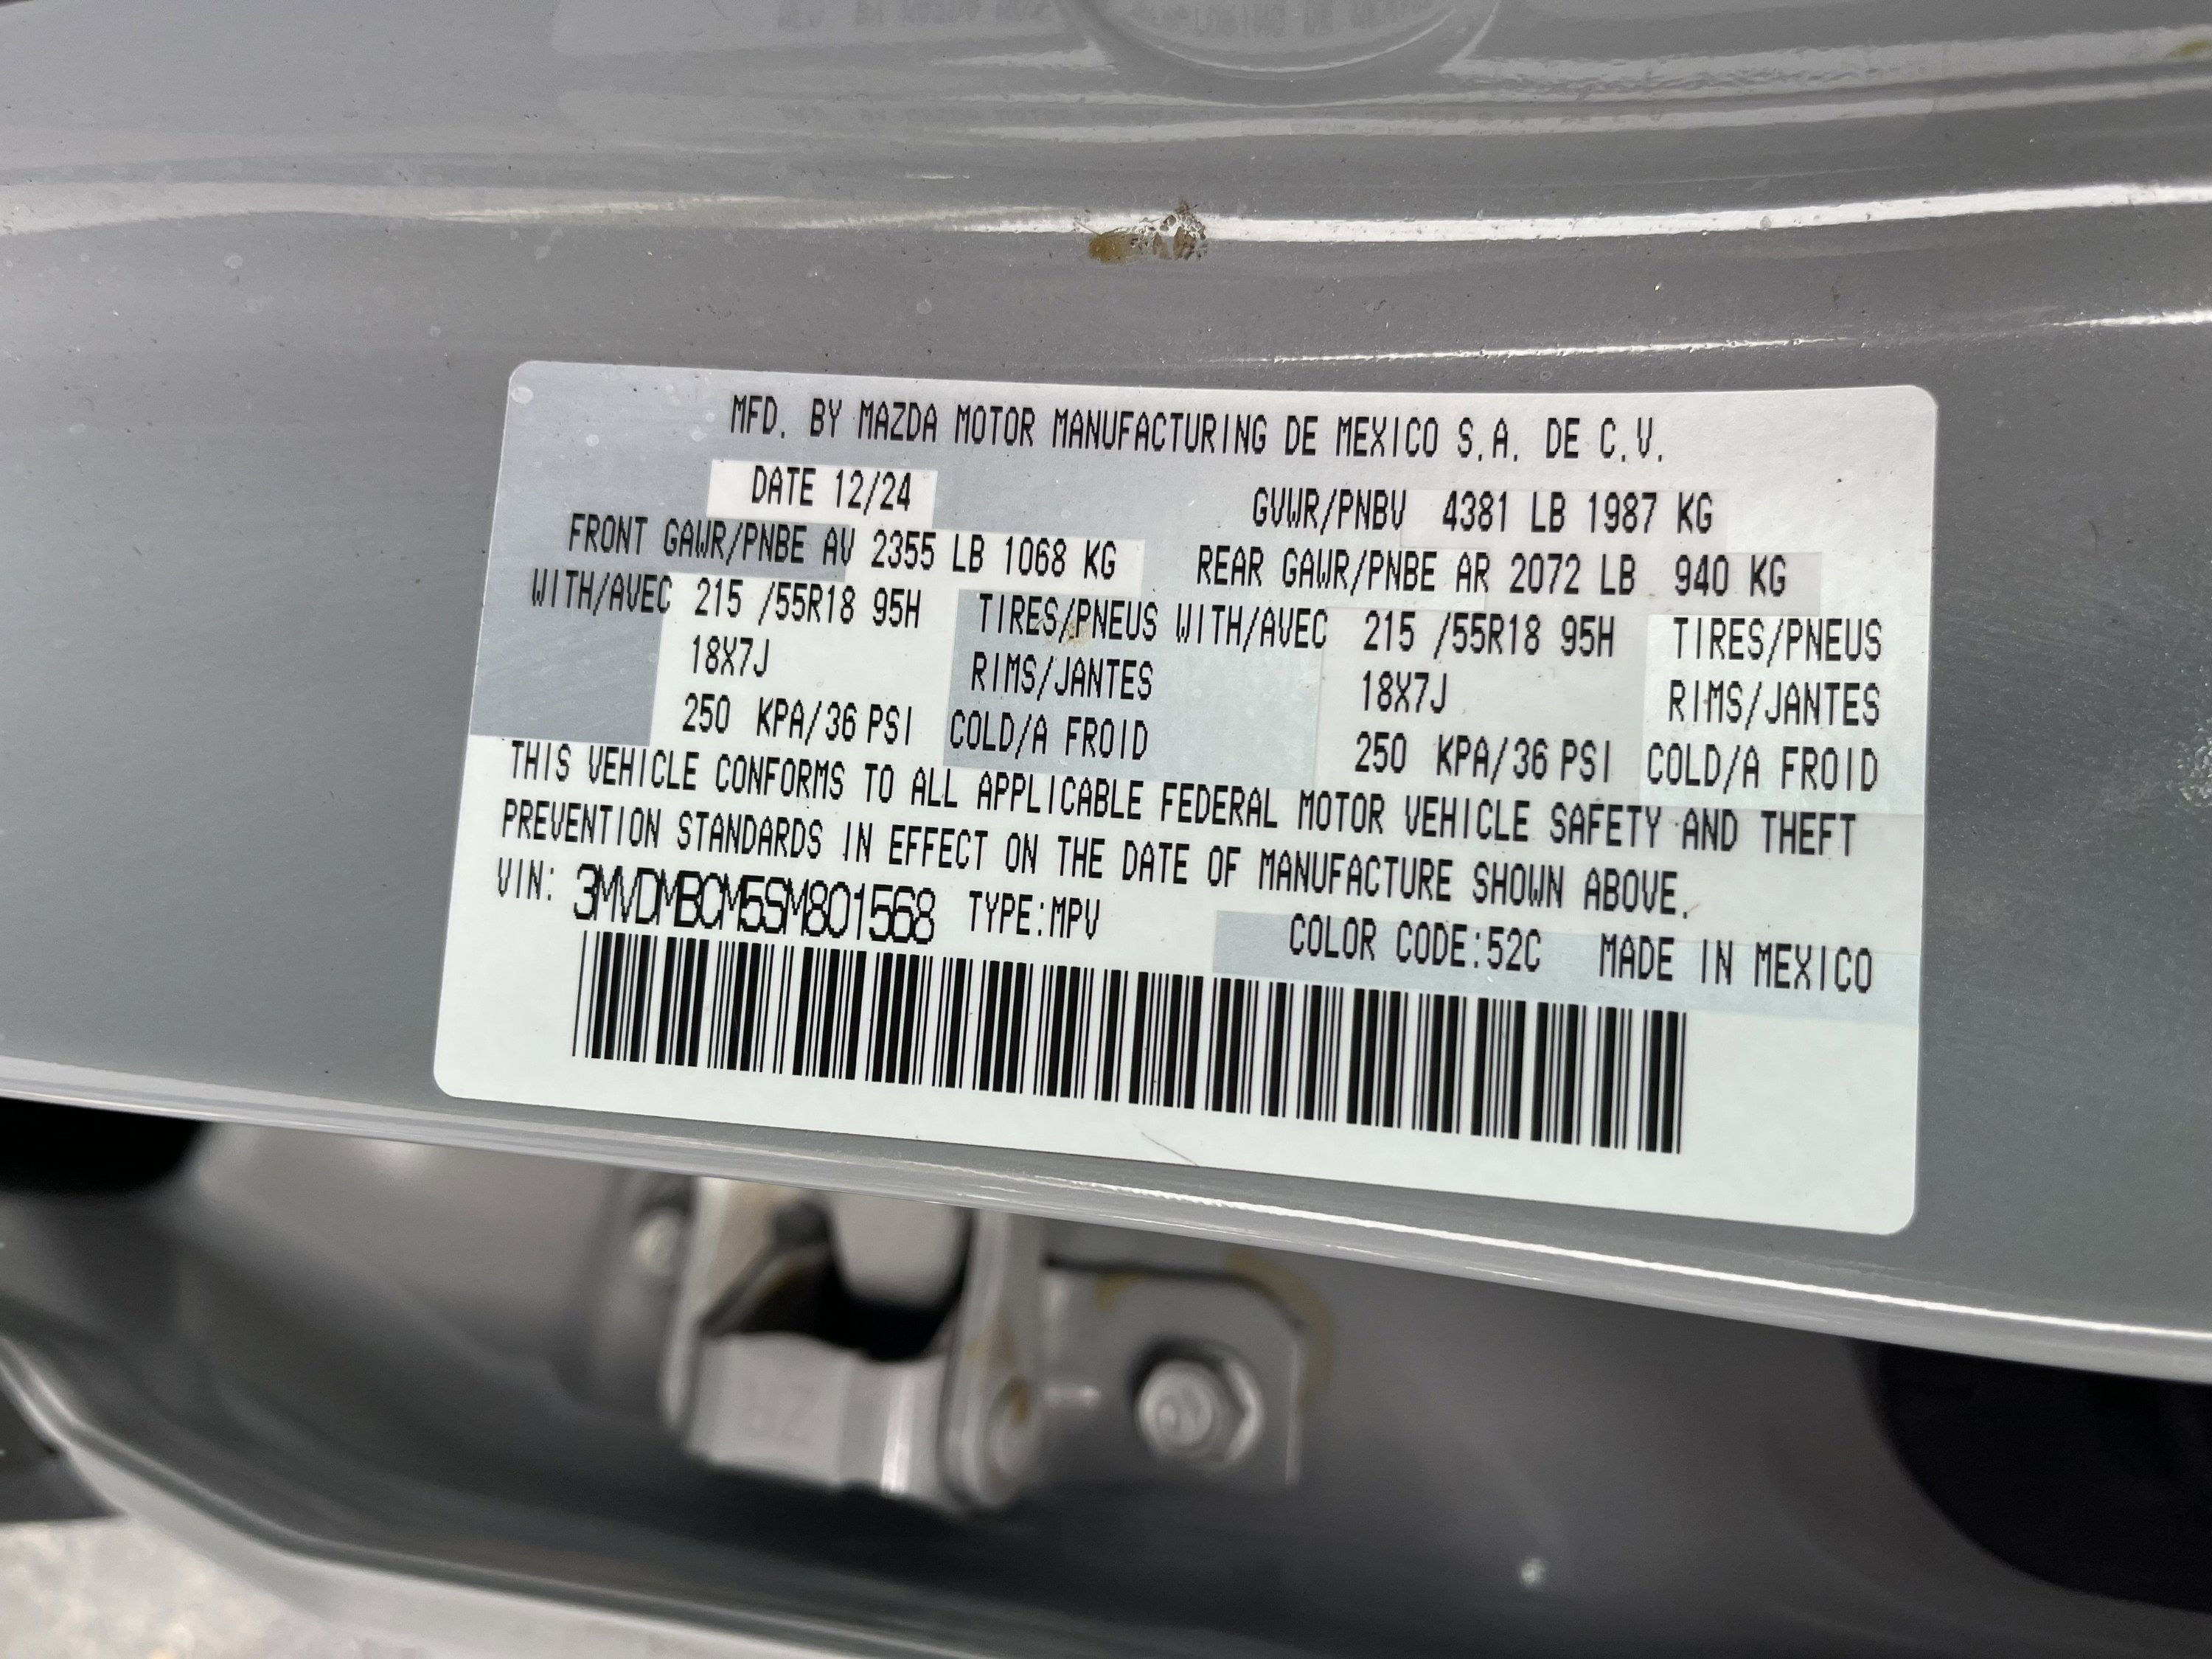 MFD. BY MAZDA MOTOR MANUFACTURING DE MEXICO S.A. DE C.V.
DATE 12/24 GVWR/PNBV 4381 LB 1987 KG
FRONT GAWR/PNBE AV 2355 LB 1068 KG REAR GAWR/PNBE AR 2072 LB 940 KG
WITH/AVEC 215 /55R18 95H TIRES/PNEUS WITH/AVEC 215 /55R18 95H TIRES/PNEUS
18X7J RIMS/JANTES 18X7J RIMS/JANTES
250 KPA/36 PSI COLD/A FROID 250 KPA/36 PSI COLD/A FROID
THIS VEHICLE CONFORMS TO ALL APPLICABLE FEDERAL MOTOR VEHICLE SAFETY AND THEFT
PREVENTION STANDARDS IN EFFECT ON THE DATE OF MANUFACTURE SHOWN ABOVE.
VIN: 3MVDMBCM5SM801568 TYPE:MPV COLOR CODE:52C MADE IN MEXICO